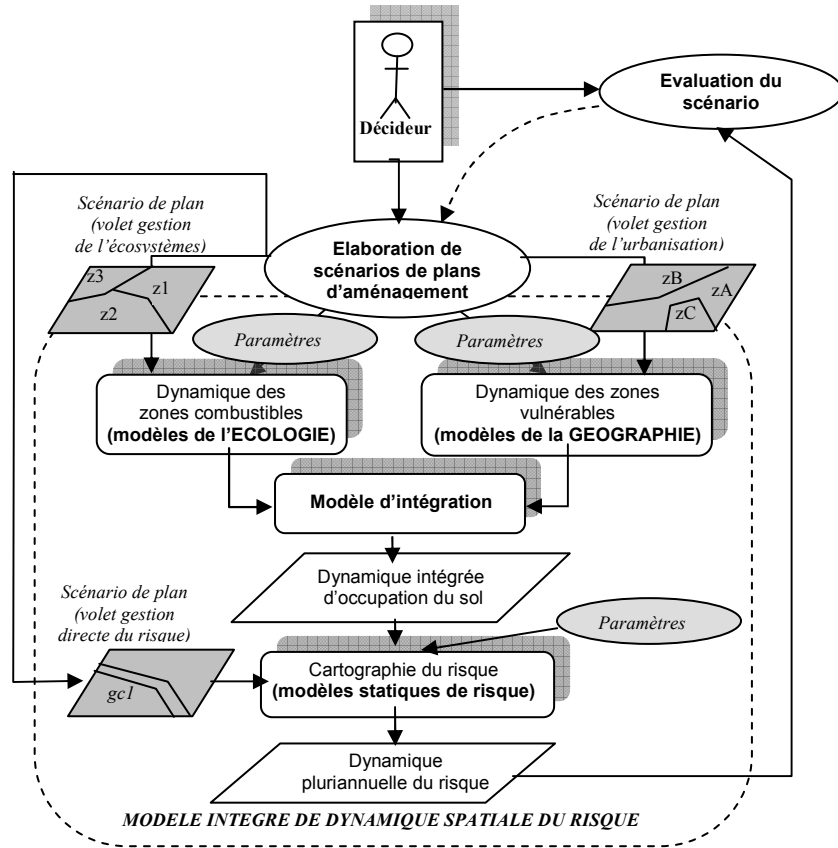 Décideur
Evaluation du
scénario
Scénario de plan
(volet gestion
de l'écosystèmes)
Elaboration de
scénarios de plans
d'aménagement
Scénario de plan
(volet gestion
de l'urbanisation)
z3
z1
z2
zB
zA
zC
Paramètres
Paramètres
Dynamique des
zones combustibles
(modèles de l'ECOLOGIE)
Dynamique des zones
vulnérables
(modèles de la GEOGRAPHIE)
Modèle d'intégration
Dynamique intégrée
d'occupation du sol
Scénario de plan
(volet gestion
directe du risque)
Paramètres
gc1
Cartographie du risque
(modèles statiques de risque)
Dynamique
pluriannuelle du risque
MODELE INTEGRE DE DYNAMIQUE SPATIALE DU RISQUE